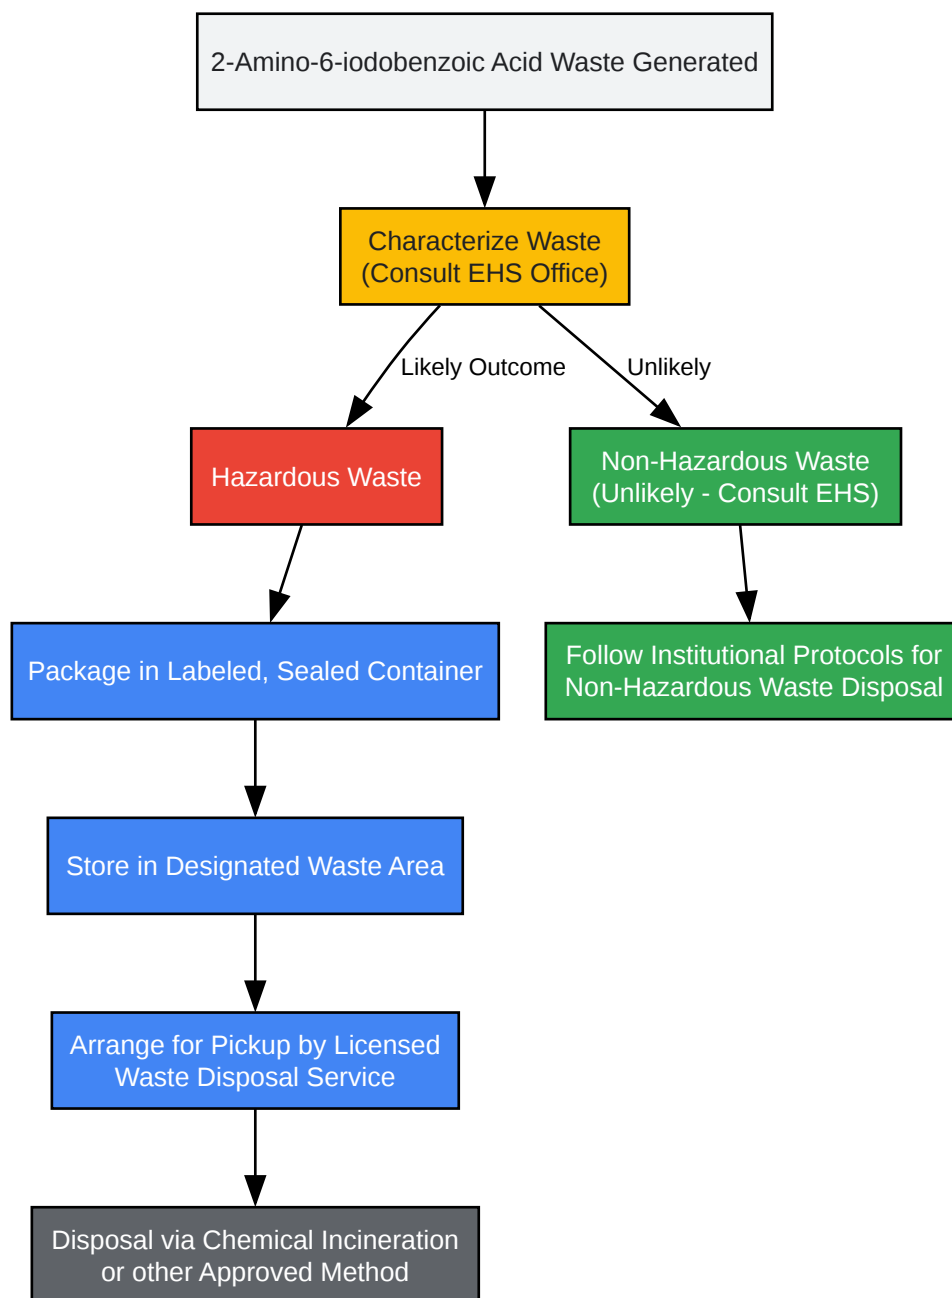 2-Amino-6-iodobenzoic Acid Waste Generated
Characterize Waste
(Consult EHS Office)
Likely Outcome
Unlikely
Hazardous Waste
Non-Hazardous Waste
(Unlikely - Consult EHS)
Package in Labeled, Sealed Container
Follow Institutional Protocols for
Non-Hazardous Waste Disposal
Store in Designated Waste Area
Arrange for Pickup by Licensed
Waste Disposal Service
Disposal via Chemical Incineration
or other Approved Method